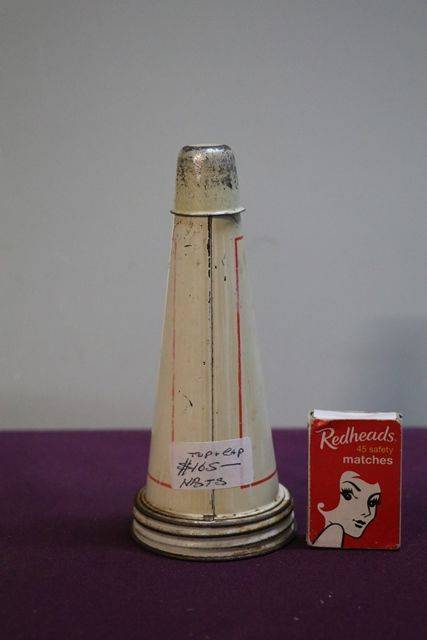 TOP + CAP
#165 —
NBTS
Redheads
45 safety
matches